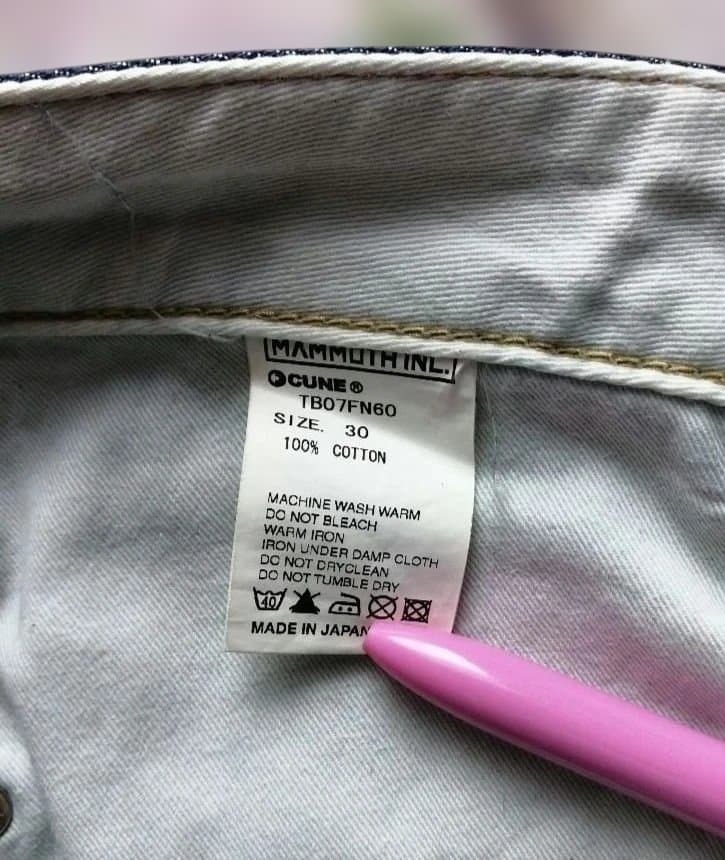 MAMMOTH INC.
CUNE®
TB07FN60
SIZE. 30
100% COTTON
MACHINE WASH WARM
DO NOT BLEACH
WARM IRON
IRON UNDER DAMP CLOTH
DO NOT DRYCLEAN
DO NOT TUMBLE DRY
40
MADE IN JAPAN